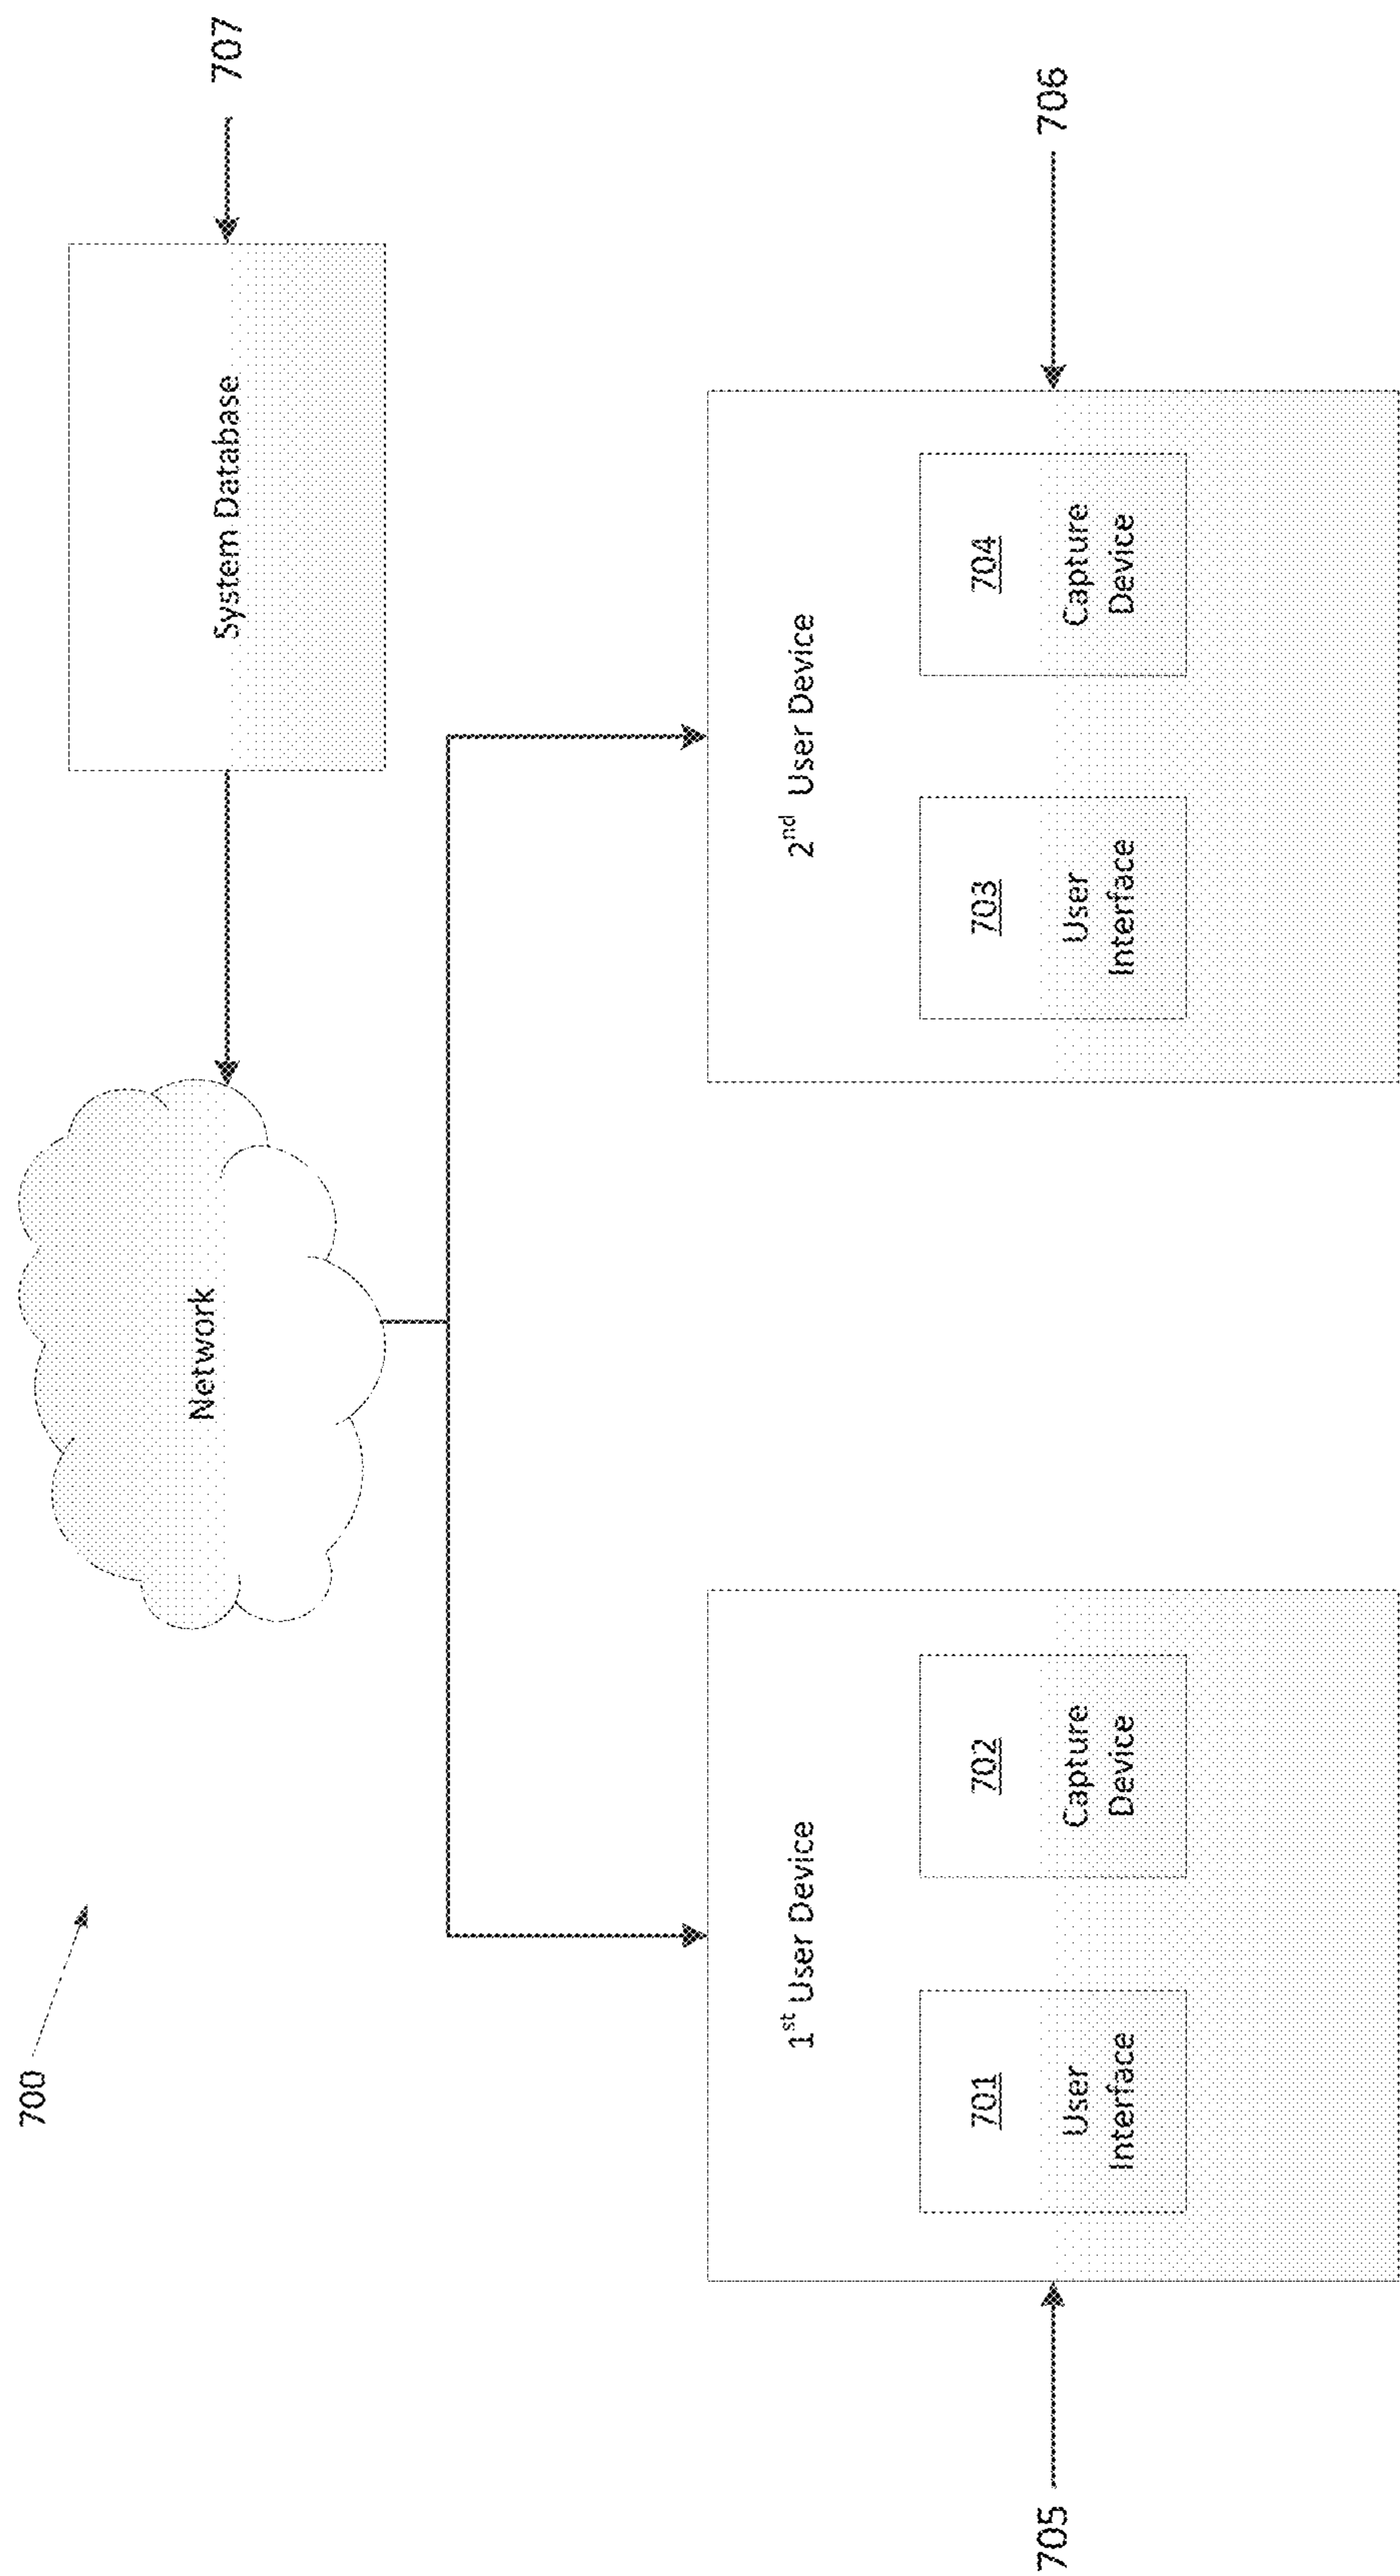 700
Network
System Database
707
1st User Device
701
User
Interface
702
Capture
Device
705
2nd User Device
703
User
Interface
704
Capture
Device
706